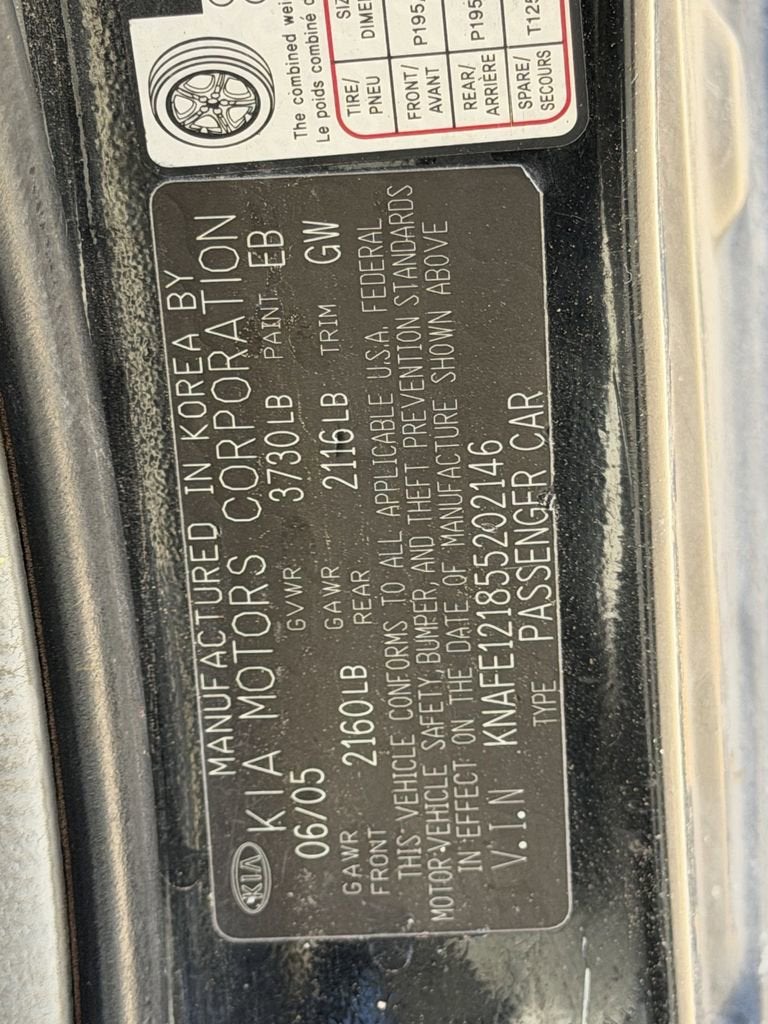 The combined wei
Le poids combiné d
TIRE/ SIZ
PNEU DIME
FRONT/ P195
AVANT
REAR/ P195
ARRIÈRE
SPARE/ T125
SECOURS
MANUFACTURED IN KOREA BY
KIA KIA MOTORS CORPORATION
06/05 GVWR 3730LB PAINT EB
GAWR FRONT 2160LB GAWR REAR 2116LB TRIM GW
THIS VEHICLE CONFORMS TO ALL APPLICABLE U.S.A. FEDERAL
MOTOR-VEHICLE SAFETY, BUMPER, AND THEFT PREVENTION STANDARDS
IN EFFECT ON THE DATE OF MANUFACTURE SHOWN ABOVE
V.I.N KNAFE121855202146
TYPE PASSENGER CAR